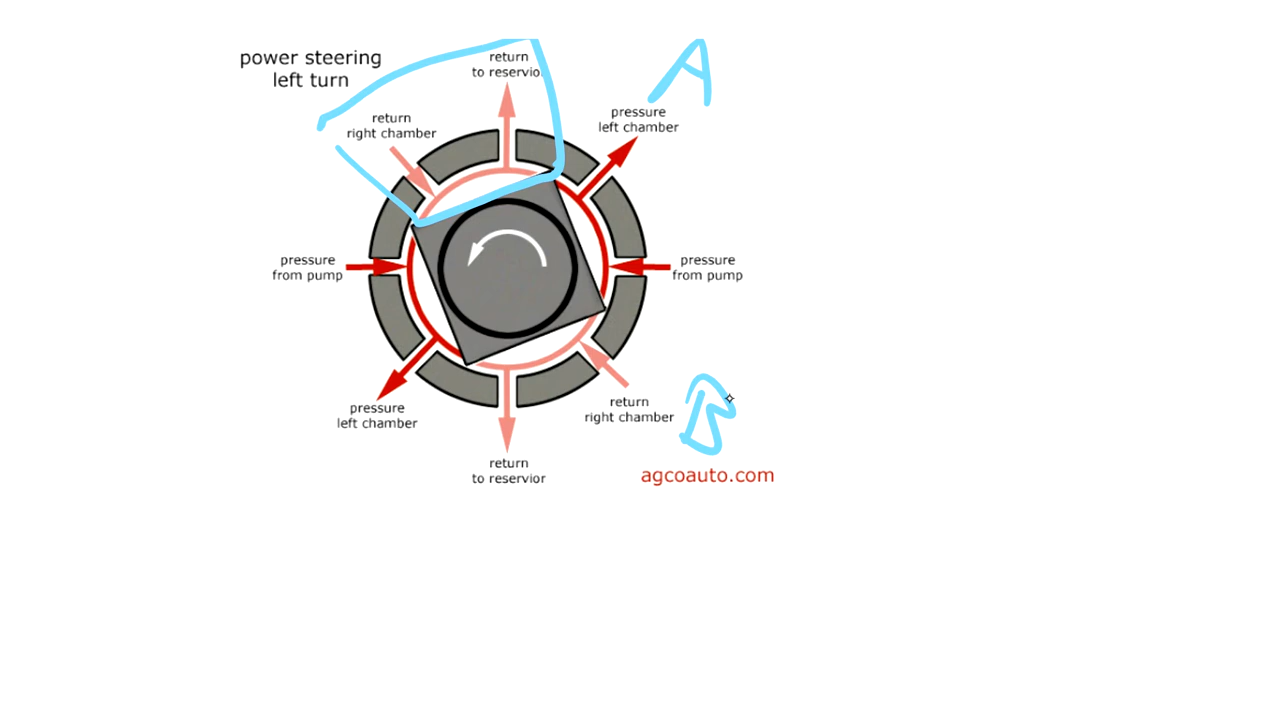 power steering
left turn
return
to reservior
A
pressure
left chamber
return
right chamber
pressure
from pump
pressure
from pump
pressure
left chamber
return
right chamber
B
return
to reservior
agcoauto.com